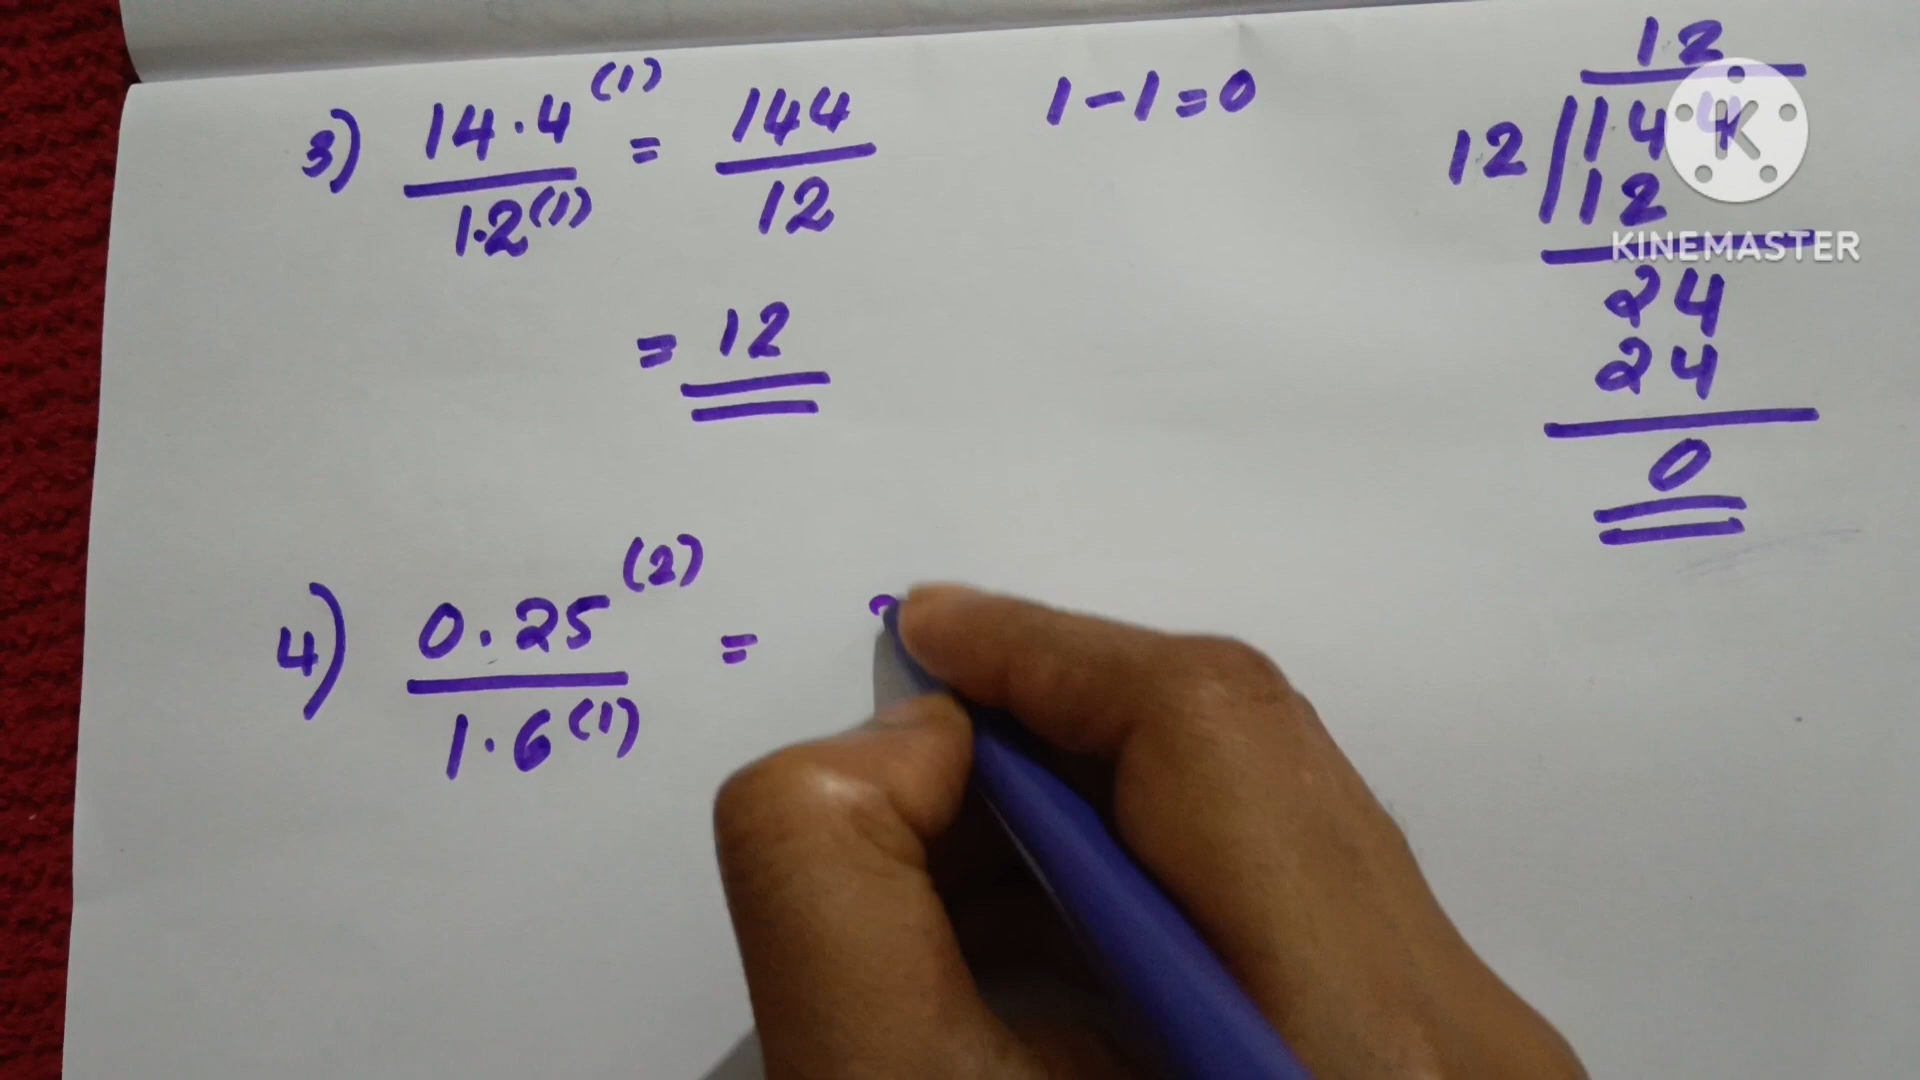 3) 14.4 (1) / 1.2 (1) = 144 / 12
1-1=0
= 12
12
12 144
12
24
24
0
4) 0.25 (2) / 1.6 (1) =
KINEMASTER